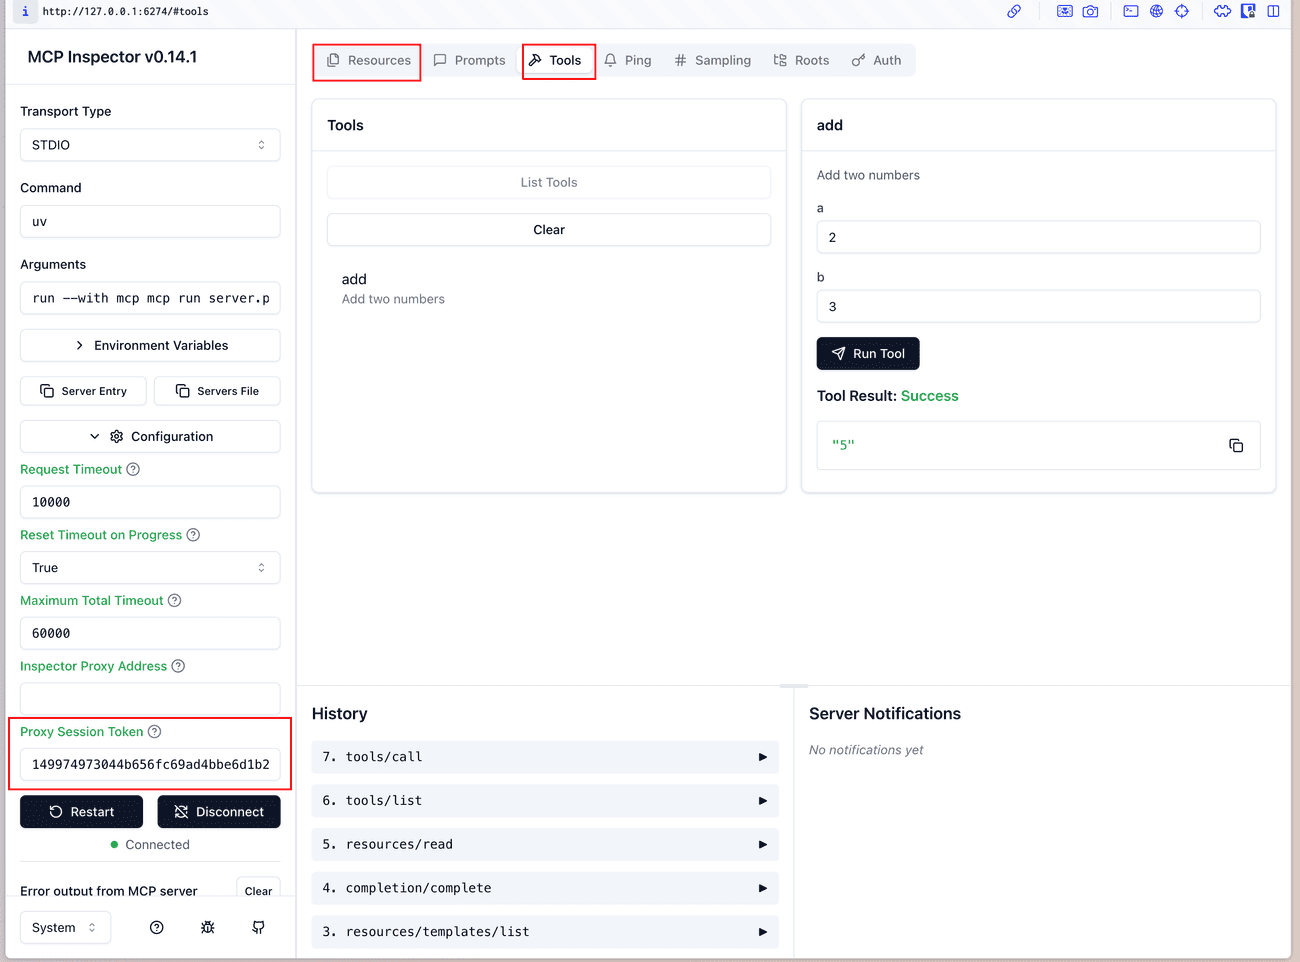 i http://127.0.0.1:6274/#tools
MCP Inspector v0.14.1
Transport Type
STDIO
Command
uv
Arguments
run --with mcp mcp run server.p
Environment Variables
Server Entry
Servers File
Configuration
Request Timeout ?
10000
Reset Timeout on Progress ?
True
Maximum Total Timeout ?
60000
Inspector Proxy Address ?
Proxy Session Token ?
149974973044b656fc69ad4bbe6d1b2
Restart
Disconnect
Connected
Error output from MCP server
Clear
System
Resources
Prompts
Tools
Ping
Sampling
Roots
Auth
Tools
List Tools
Clear
add
Add two numbers
add
Add two numbers
a
2
b
3
Run Tool
Tool Result: Success
"5"
History
7. tools/call
6. tools/list
5. resources/read
4. completion/complete
3. resources/templates/list
Server Notifications
No notifications yet